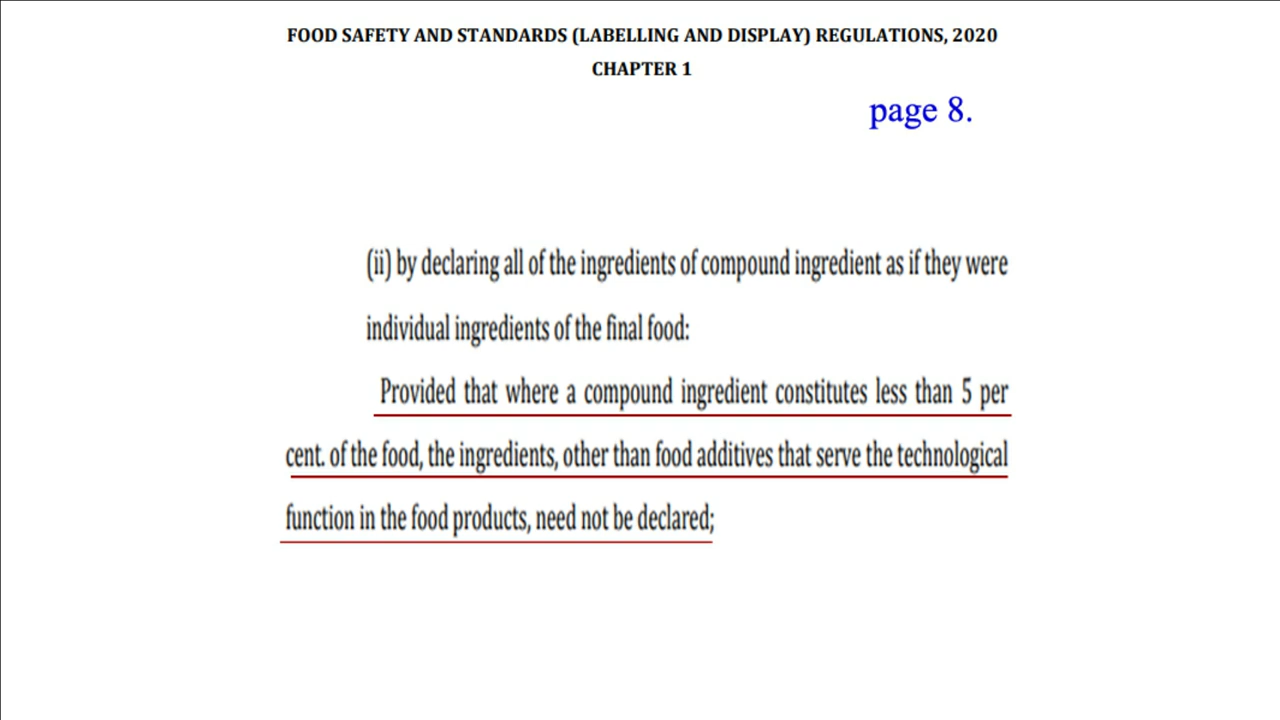 FOOD SAFETY AND STANDARDS (LABELLING AND DISPLAY) REGULATIONS, 2020
CHAPTER 1
page 8.
(ii) by declaring all of the ingredients of compound ingredient as if they were
individual ingredients of the final food:
Provided that where a compound ingredient constitutes less than 5 per
cent. of the food, the ingredients, other than food additives that serve the technological
function in the food products, need not be declared;